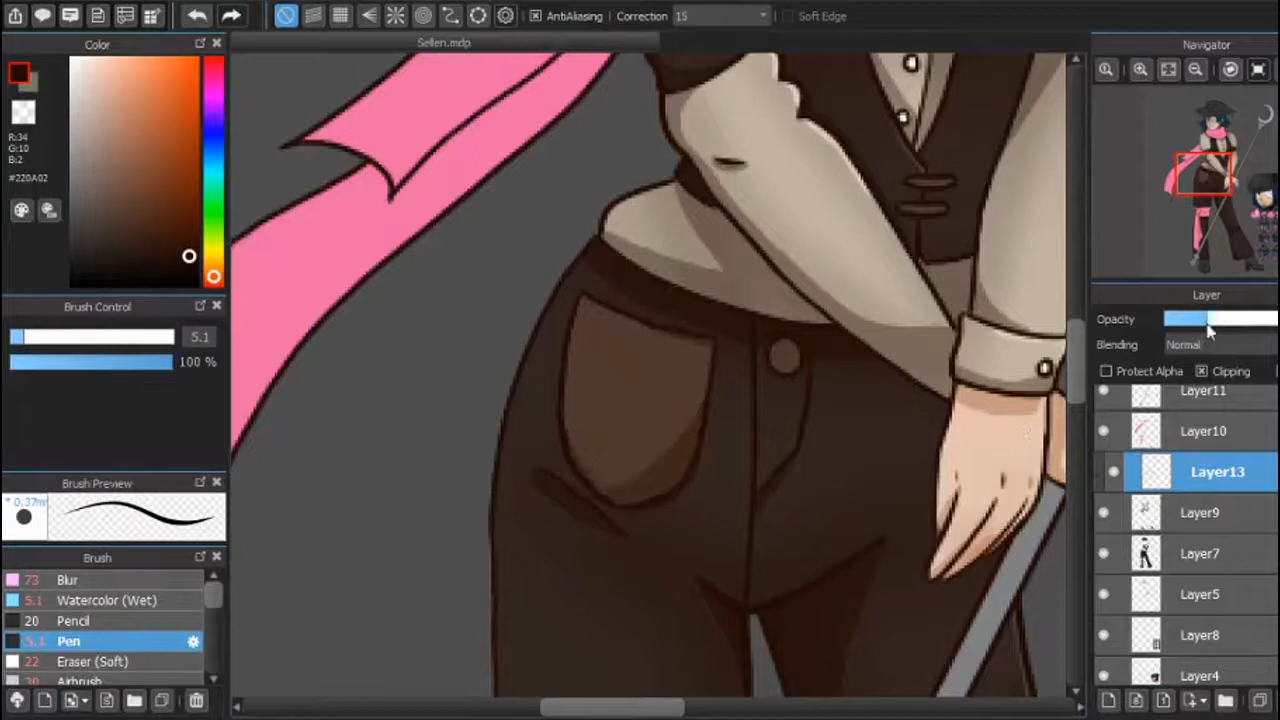 AntiAliasing Correction 15 Soft Edge
Color
Sellen.mdp
Navigator
R:34
G:10
B:2
#220A02
Brush Control
5.1
100 %
Layer
Opacity
Blending Normal
Protect Alpha Clipping
Layer11
Layer10
Layer13
Layer9
Layer7
Layer5
Layer8
Layer4
Brush Preview
* 0.37m
Brush
73 Blur
5.1 Watercolor (Wet)
20 Pencil
5.1 Pen
22 Eraser (Soft)
Airbrush